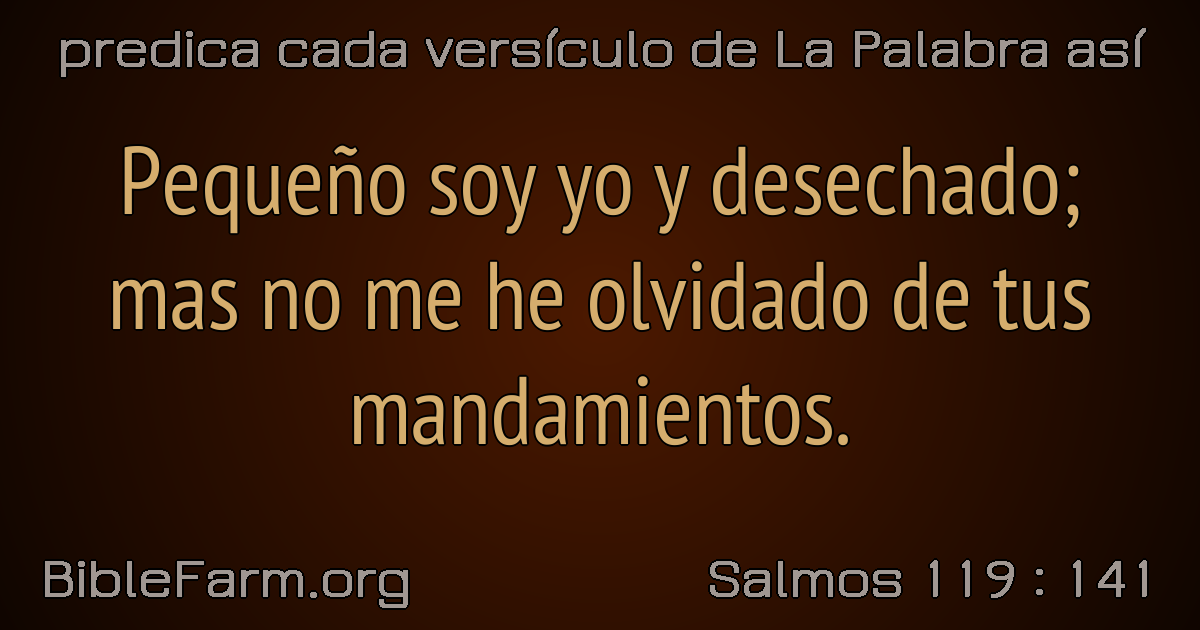 predica cada versículo de La Palabra así
Pequeño soy yo y desechado;
mas no me he olvidado de tus
mandamientos.
BibleFarm.org
Salmos 119 : 141